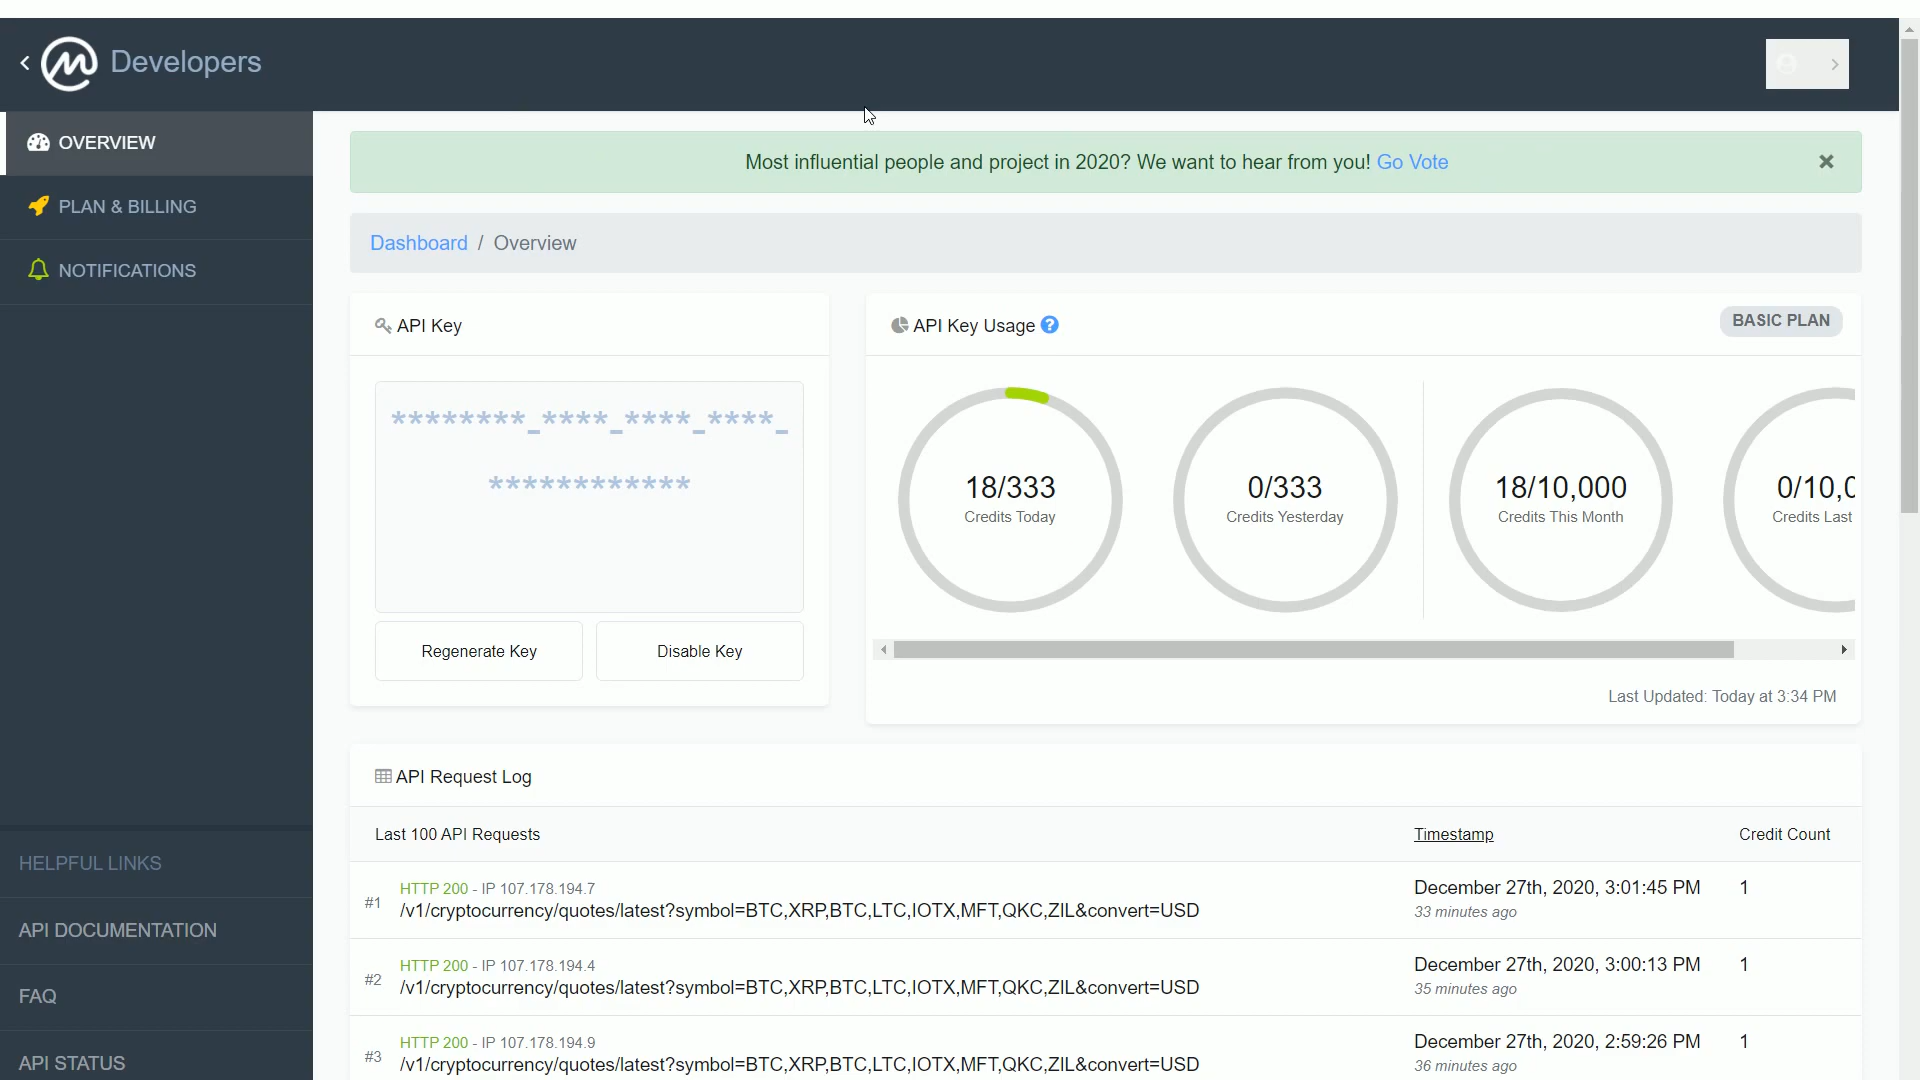 Developers
OVERVIEW
PLAN & BILLING
NOTIFICATIONS
HELPFUL LINKS
API DOCUMENTATION
FAQ
API STATUS
Most influential people and project in 2020? We want to hear from you! Go Vote
Dashboard / Overview
API Key
********_****_****_****_
************
Regenerate Key
Disable Key
API Key Usage ?
BASIC PLAN
18/333
Credits Today
0/333
Credits Yesterday
18/10,000
Credits This Month
0/10,0
Credits Last
Last Updated: Today at 3:34 PM
API Request Log
Last 100 API Requests Timestamp Credit Count
#1
HTTP 200 - IP 107.178.194.7
/v1/cryptocurrency/quotes/latest?symbol=BTC,XRP,BTC,LTC,IOTX,MFT,QKC,ZIL&convert=USD
December 27th, 2020, 3:01:45 PM
33 minutes ago
1
#2
HTTP 200 - IP 107.178.194.4
/v1/cryptocurrency/quotes/latest?symbol=BTC,XRP,BTC,LTC,IOTX,MFT,QKC,ZIL&convert=USD
December 27th, 2020, 3:00:13 PM
35 minutes ago
1
#3
HTTP 200 - IP 107.178.194.9
/v1/cryptocurrency/quotes/latest?symbol=BTC,XRP,BTC,LTC,IOTX,MFT,QKC,ZIL&convert=USD
December 27th, 2020, 2:59:26 PM
36 minutes ago
1